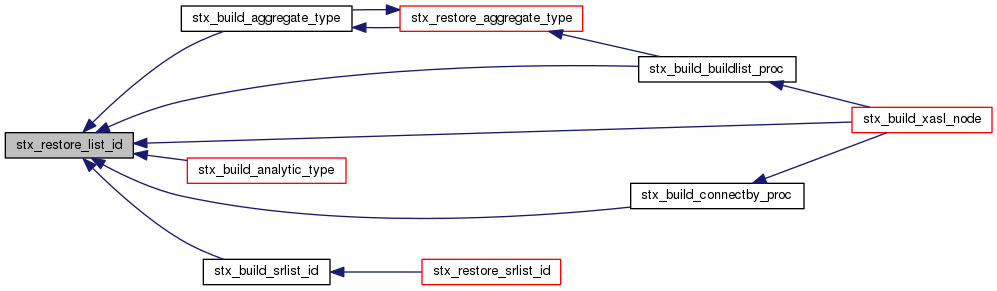 stx_build_aggregate_type
stx_restore_aggregate_type
stx_build_buildlist_proc
stx_build_xasl_node
stx_restore_list_id
stx_build_analytic_type
stx_build_connectby_proc
stx_build_srlist_id
stx_restore_srlist_id